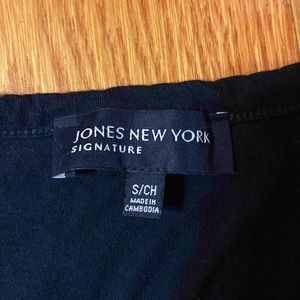 JONES NEW YORK
SIGNATURE
S/CH
MADE IN
CAMBODIA